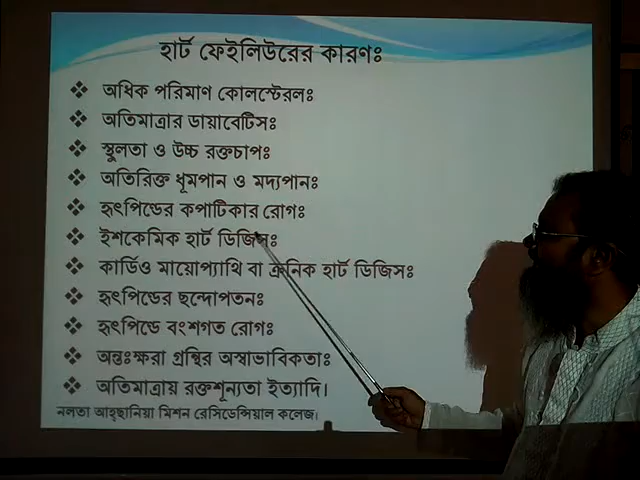 হার্ট ফেইলিউরের কারণঃ
❖ অধিক পরিমাণ কোলস্টেরলঃ
❖ অতিমাত্রার ডায়াবেটিসঃ
❖ স্থুলতা ও উচ্চ রক্তচাপঃ
❖ অতিরিক্ত ধূমপান ও মদ্যপানঃ
❖ হৃৎপিন্ডের কপাটিকার রোগঃ
❖ ইশকেমিক হার্ট ডিজিসঃ
❖ কার্ডিও মায়োপ্যাথি বা ক্রনিক হার্ট ডিজিসঃ
❖ হৃৎপিন্ডের ছন্দোপতনঃ
❖ হৃৎপিন্ডে বংশগত রোগঃ
❖ অন্তঃক্ষরা গ্রন্থির অস্বাভাবিকতাঃ
❖ অতিমাত্রায় রক্তশূন্যতা ইত্যাদি।
নলতা আহ্ছানিয়া মিশন রেসিডেন্সিয়াল কলেজ।